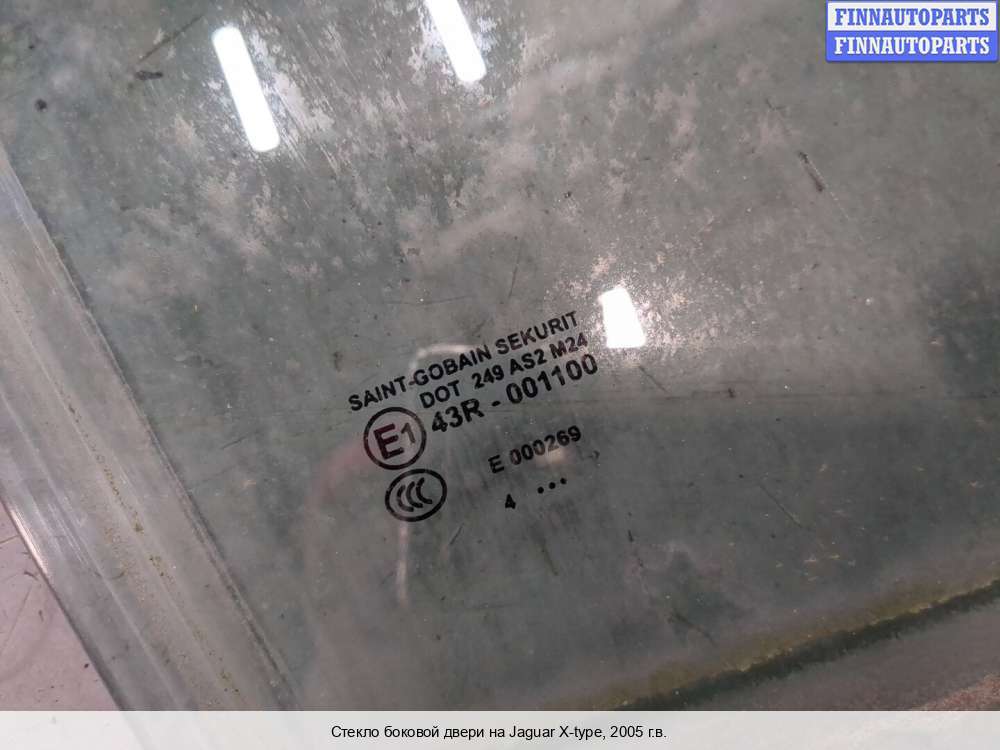 FINNAUTOPARTS
FINNAUTOPARTS
SAINT-GOBAIN SEKURIT
DOT 249 AS2 M24
E1 43R - 001100
CCC E 000269
4 •••
Стекло боковой двери на Jaguar X-type, 2005 г.в.